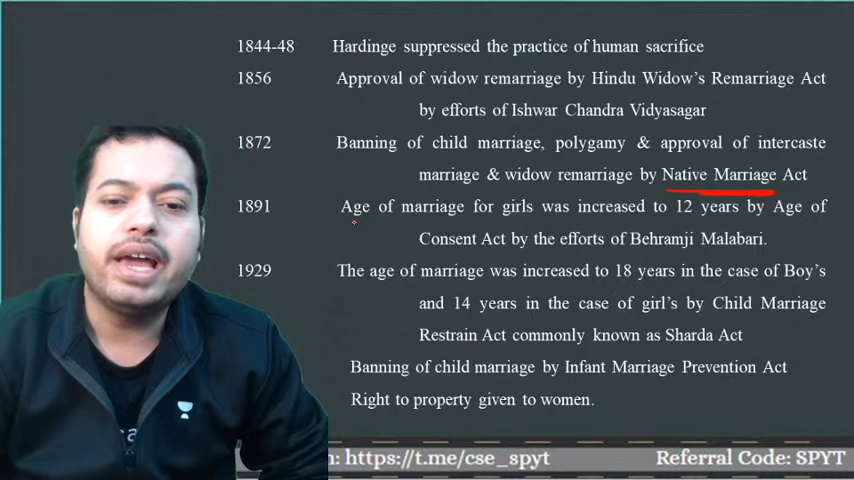 1844-48 Hardinge suppressed the practice of human sacrifice
1856 Approval of widow remarriage by Hindu Widow's Remarriage Act
by efforts of Ishwar Chandra Vidyasagar
1872 Banning of child marriage, polygamy & approval of intercaste
marriage & widow remarriage by Native Marriage Act
1891 Age of marriage for girls was increased to 12 years by Age of
Consent Act by the efforts of Behramji Malabari.
1929 The age of marriage was increased to 18 years in the case of Boy's
and 14 years in the case of girl's by Child Marriage
Restrain Act commonly known as Sharda Act
Banning of child marriage by Infant Marriage Prevention Act
Right to property given to women.
https://t.me/cse_spyt Referral Code: SPYT